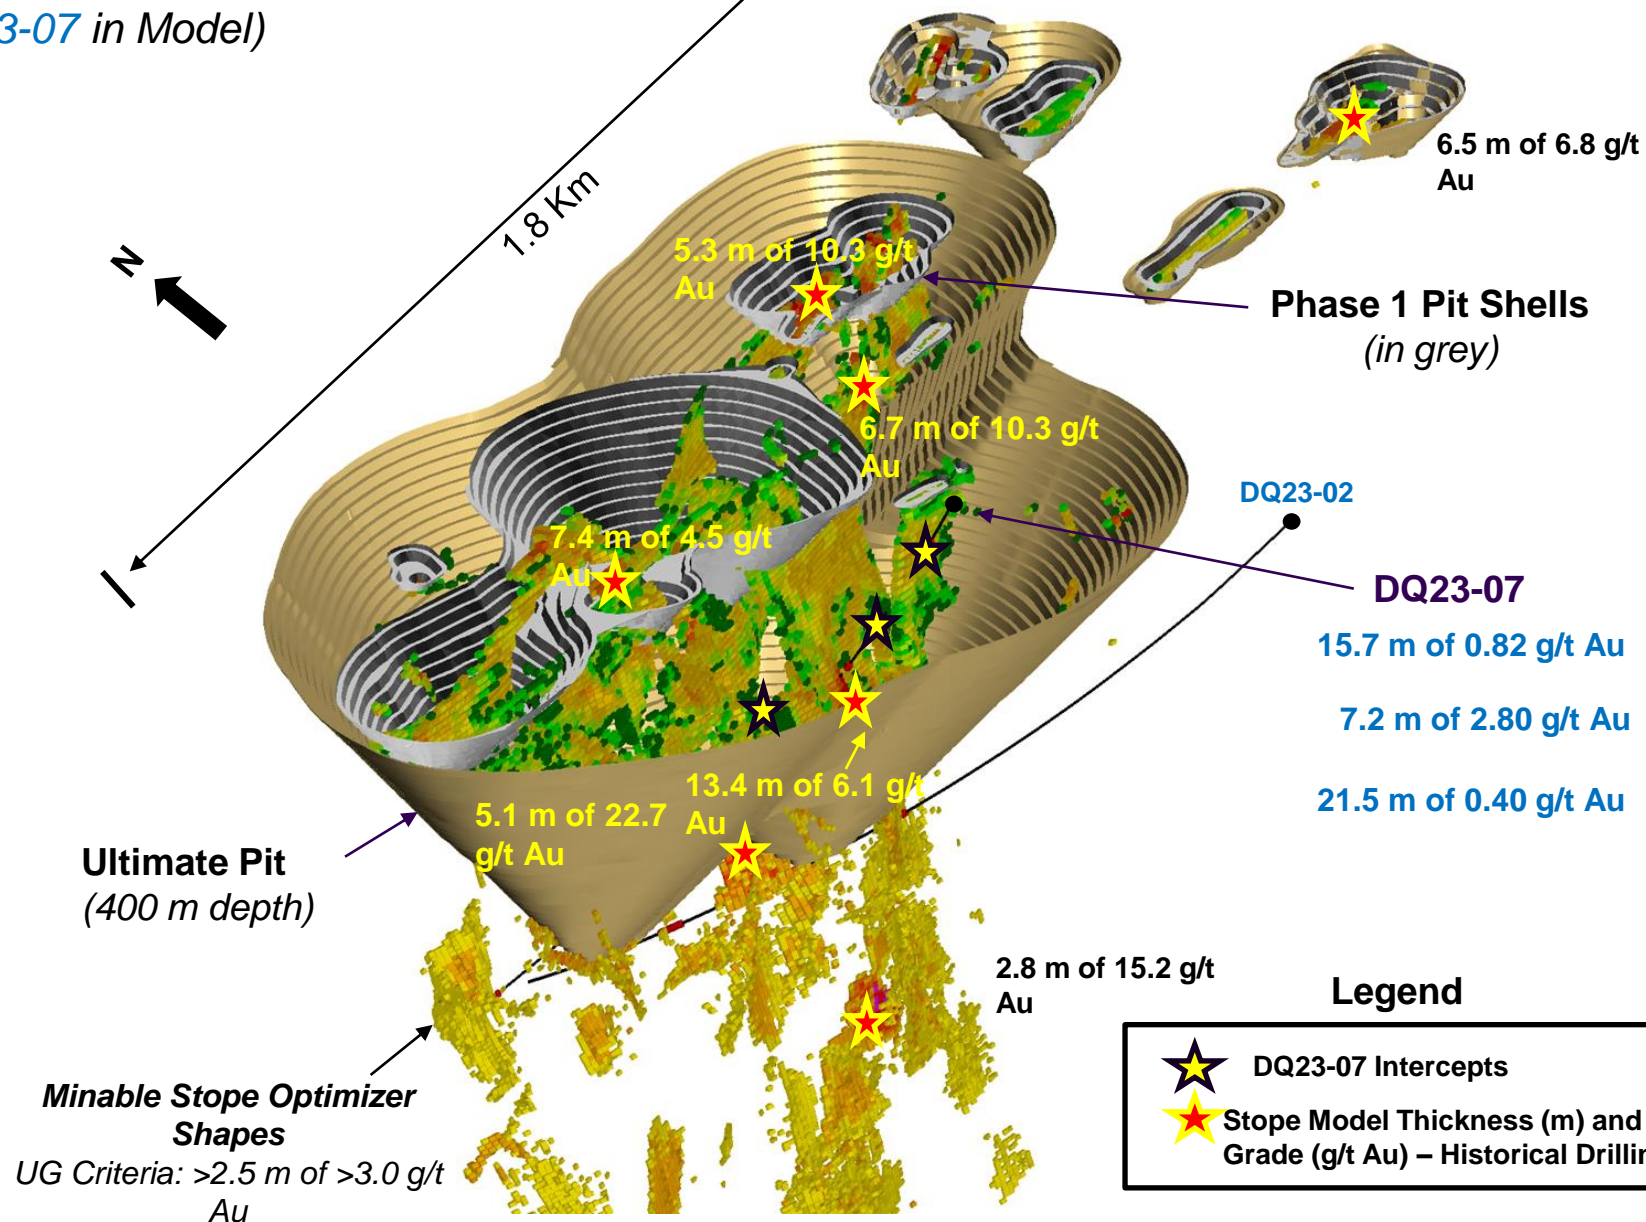 3-07 in Model)
1.8 Km
N
6.5 m of 6.8 g/t
Au
5.3 m of 10.3 g/t
Au
Phase 1 Pit Shells
(in grey)
6.7 m of 10.3 g/t
Au
DQ23-02
7.4 m of 4.5 g/t
Au
DQ23-07
15.7 m of 0.82 g/t Au
7.2 m of 2.80 g/t Au
21.5 m of 0.40 g/t Au
13.4 m of 6.1 g/t
Au
5.1 m of 22.7
g/t Au
Ultimate Pit
(400 m depth)
2.8 m of 15.2 g/t
Au
Minable Stope Optimizer
Shapes
UG Criteria: >2.5 m of >3.0 g/t
Au
Legend
DQ23-07 Intercepts
Stope Model Thickness (m) and
Grade (g/t Au) – Historical Drillin